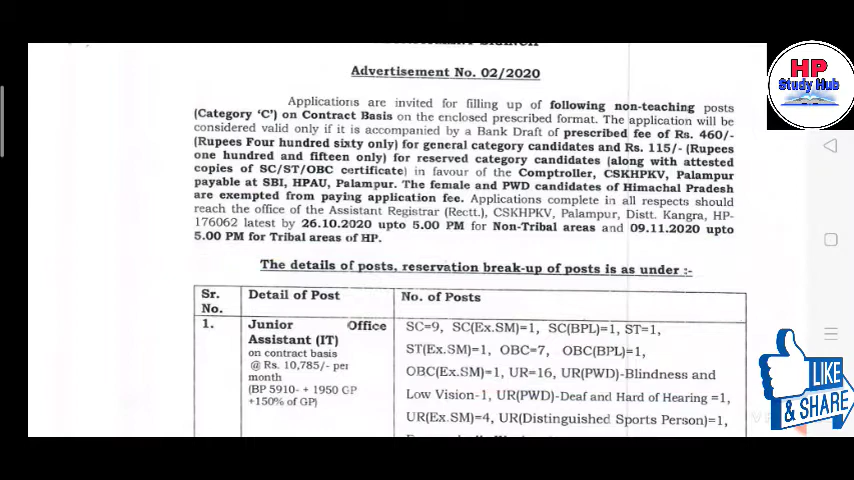 Advertisement No. 02/2020
Applications are invited for filling up of following non-teaching posts
(Category ‘C’) on Contract Basis on the enclosed prescribed format. The application will be
considered valid only if it is accompanied by a Bank Draft of prescribed fee of Rs. 460/-
(Rupees Four hundred sixty only) for general category candidates and Rs. 115/- (Rupees
one hundred and fifteen only) for reserved category candidates (along with attested
copies of SC/ST/OBC certificate) in favour of the Comptroller, CSKHPKV, Palampur
payable at SBI, HPAU, Palampur. The female and PWD candidates of Himachal Pradesh
are exempted from paying application fee. Applications complete in all respects should
reach the office of the Assistant Registrar (Rectt.), CSKHPKV, Palampur, Distt. Kangra, HP-
176062 latest by 26.10.2020 upto 5.00 PM for Non-Tribal areas and 09.11.2020 upto
5.00 PM for Tribal areas of HP.
The details of posts, reservation break-up of posts is as under :-
Sr. No.
Detail of Post
No. of Posts
1.
Junior Office
Assistant (IT)
on contract basis
@ Rs. 10,785/- per
month
(BP 5910- + 1950 GP
+150% of GP)
SC=9, SC(Ex.SM)=1, SC(BPL)=1, ST=1,
ST(Ex.SM)=1, OBC=7, OBC(BPL)=1,
OBC(Ex.SM)=1, UR=16, UR(PWD)-Blindness and
Low Vision-1, UR(PWD)-Deaf and Hard of Hearing =1,
UR(Ex.SM)=4, UR(Distinguished Sports Person)=1,
HP
Study Hub
LIKE
& SHARE